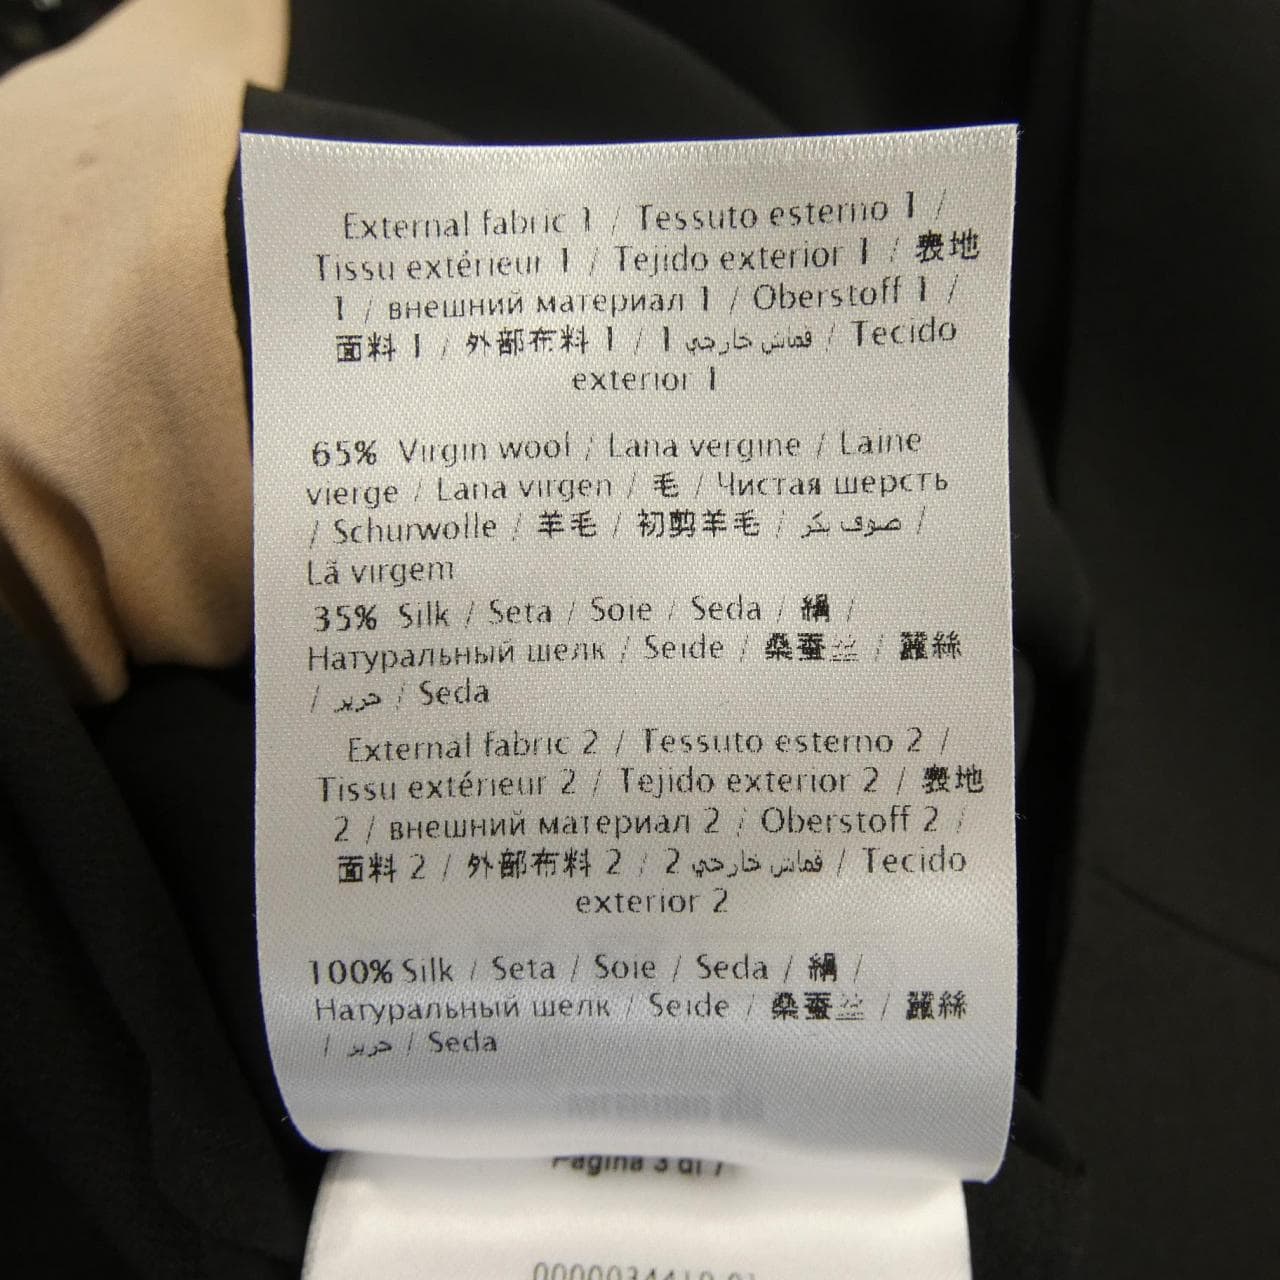 External fabric 1 / Tessuto esterno 1 /
Tissu extérieur 1 / Tejido exterior 1 / 表地
1 / внешний материал 1 / Oberstoff 1 /
面料 1 / 外部布料 1 / 1 قماش خارجي / Tecido
exterior 1
65% Virgin wool / Lana vergine / Laine
vierge / Lana virgen / 毛 / Чистая шерсть
/ Schurwolle / 羊毛 / 初剪羊毛 / صوف بكر /
Lã virgem
35% Silk / Seta / Soie / Seda / 絹 /
Натуральный шелк / Seide / 桑蚕丝 / 蠶絲
/ حرير / Seda
External fabric 2 / Tessuto esterno 2 /
Tissu extérieur 2 / Tejido exterior 2 / 表地
2 / внешний материал 2 / Oberstoff 2 /
面料 2 / 外部布料 2 / 2 قماش خارجي / Tecido
exterior 2
100% Silk / Seta / Soie / Seda / 絹 /
Натуральный шелк / Seide / 桑蚕丝 / 蠶絲
/ حرير / Seda
Pagina 3 di 7